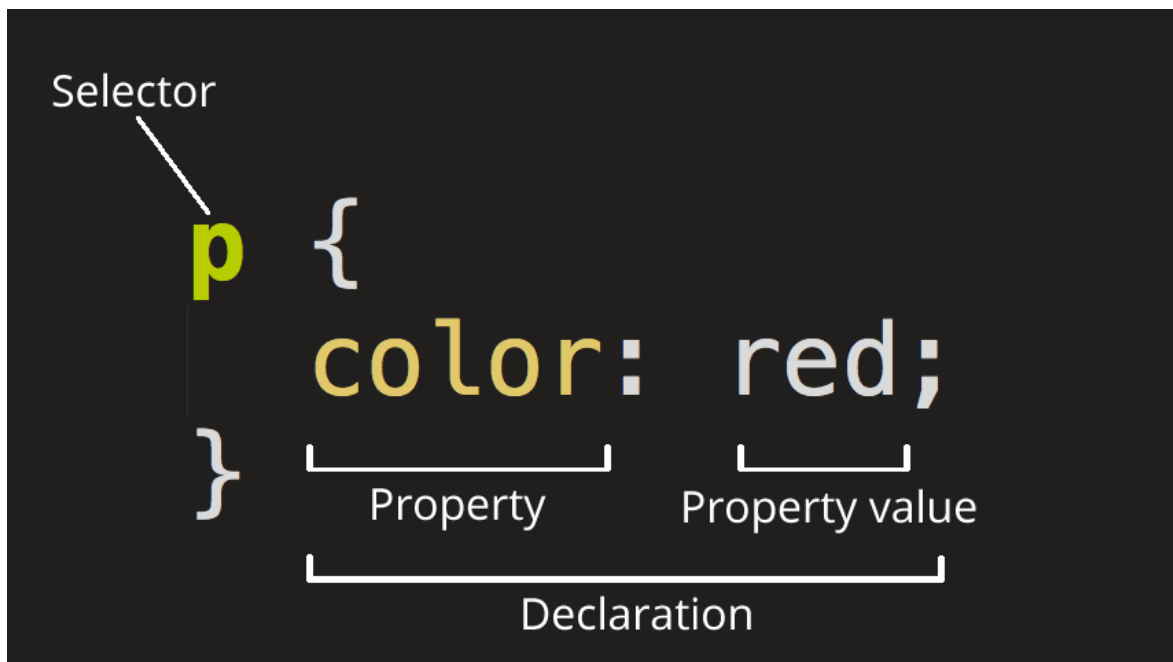 Selector
p {
color: red;
}
Property
Property value
Declaration